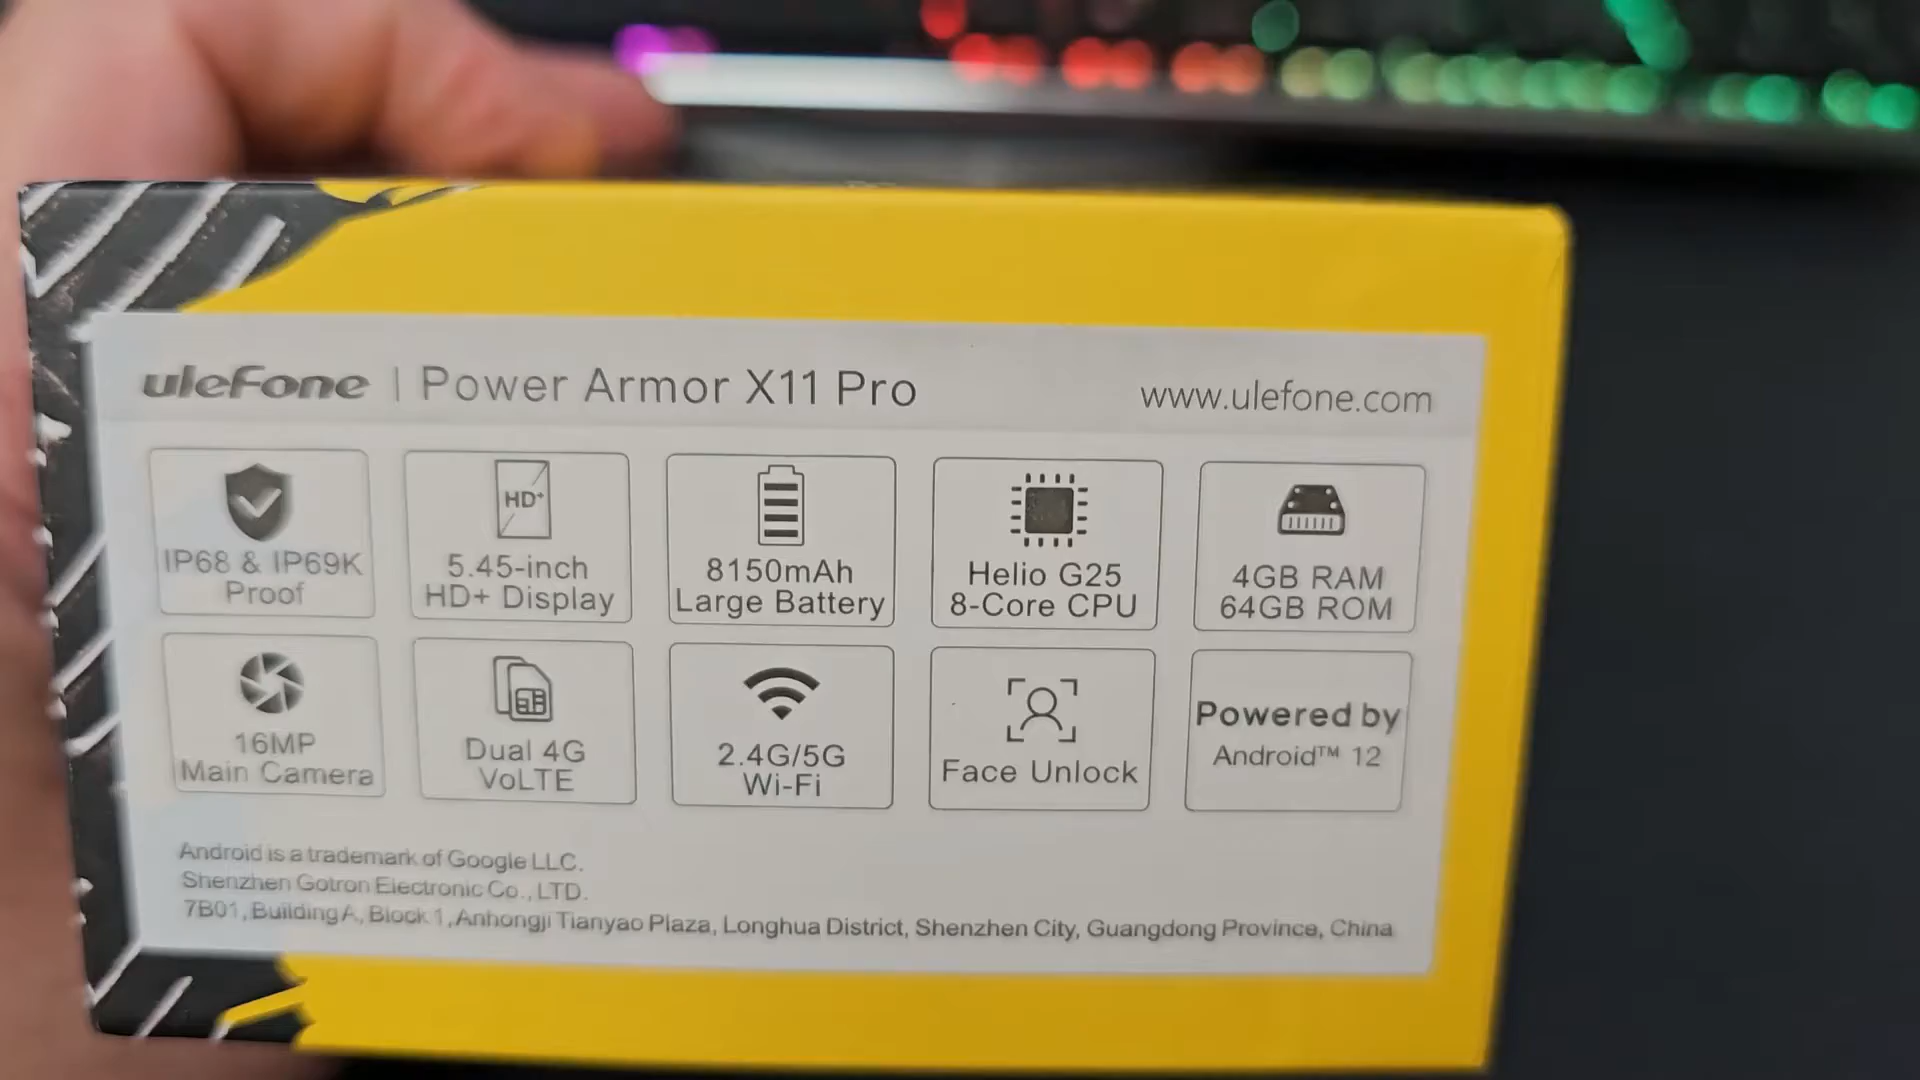 uleFone | Power Armor X11 Pro
www.ulefone.com
IP68 & IP69K
Proof
HD+
5.45-inch
HD+ Display
8150mAh
Large Battery
Helio G25
8-Core CPU
4GB RAM
64GB ROM
16MP
Main Camera
Dual 4G
VoLTE
2.4G/5G
Wi-Fi
Face Unlock
Powered by
Android™ 12
Android is a trademark of Google LLC.
Shenzhen Gotron Electronic Co., LTD.
7B01, Building A, Block 1, Anhongji Tianyao Plaza, Longhua District, Shenzhen City, Guangdong Province, China